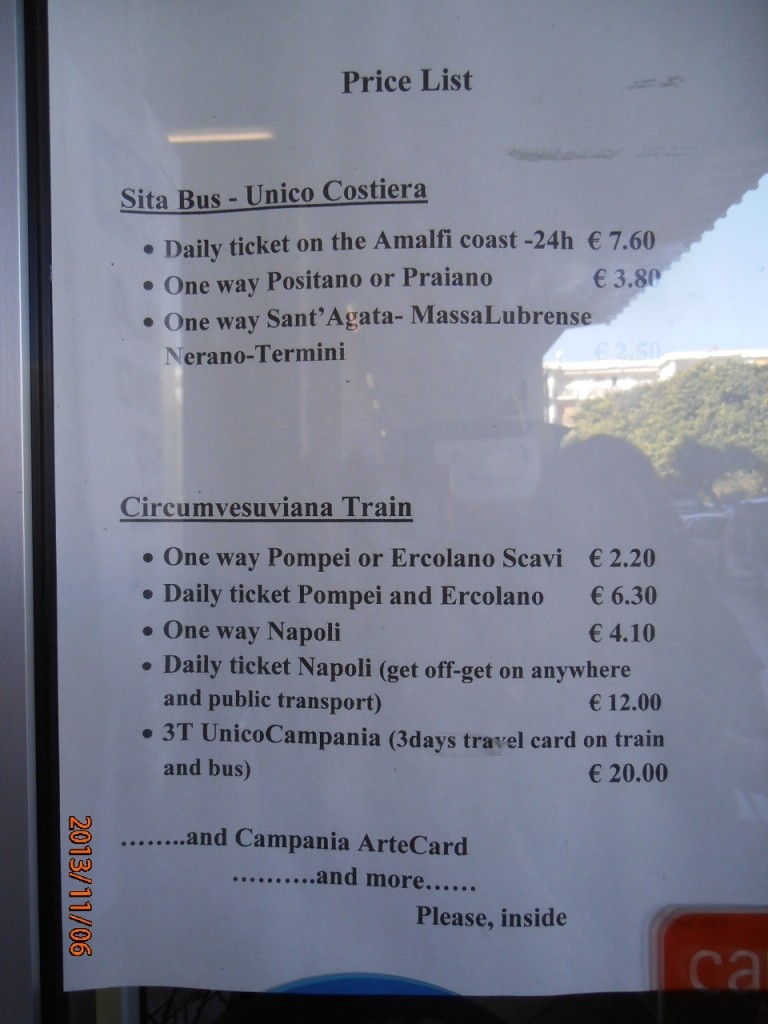 Price List
Sita Bus - Unico Costiera
• Daily ticket on the Amalfi coast -24h € 7.60
• One way Positano or Praiano € 3.80
• One way Sant'Agata- MassaLubrense
Nerano-Termini € 2.50
Circumvesuviana Train
• One way Pompei or Ercolano Scavi € 2.20
• Daily ticket Pompei and Ercolano € 6.30
• One way Napoli € 4.10
• Daily ticket Napoli (get off-get on anywhere
and public transport) € 12.00
• 3T UnicoCampania (3days travel card on train
and bus) € 20.00
........and Campania ArteCard
..........and more......
Please, inside
2013/11/06